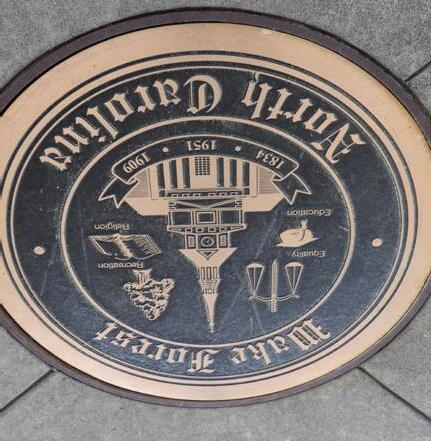 Wake Forest
Equality
Recreation
Education
Religion
1834 • 1951 • 1909
North Carolina